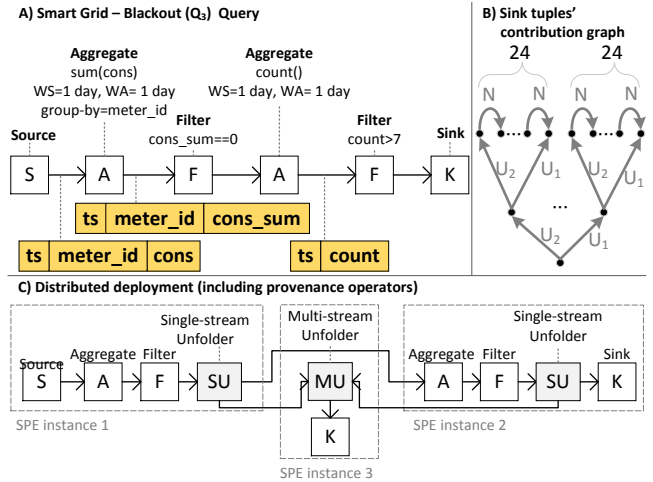 A) Smart Grid – Blackout (Q3) Query
Aggregate
sum(cons)
WS=1 day, WA= 1 day
group-by=meter_id
Aggregate
count()
WS=1 day, WA= 1 day
Source
Filter
cons_sum==0
Filter
count>7
Sink
S A F A F K
ts meter_id cons_sum
ts meter_id cons
ts count
B) Sink tuples'
contribution graph
24 24
N N N N
U2 U1 U2 U1
...
U2 U1
C) Distributed deployment (including provenance operators)
Single-stream
Unfolder
Multi-stream
Unfolder
Single-stream
Unfolder
Source Aggregate Filter
Aggregate Filter Sink
S A F SU MU A F SU K
K
SPE instance 1
SPE instance 2
SPE instance 3